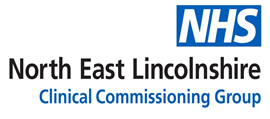 NHS
North East Lincolnshire
Clinical Commissioning Group